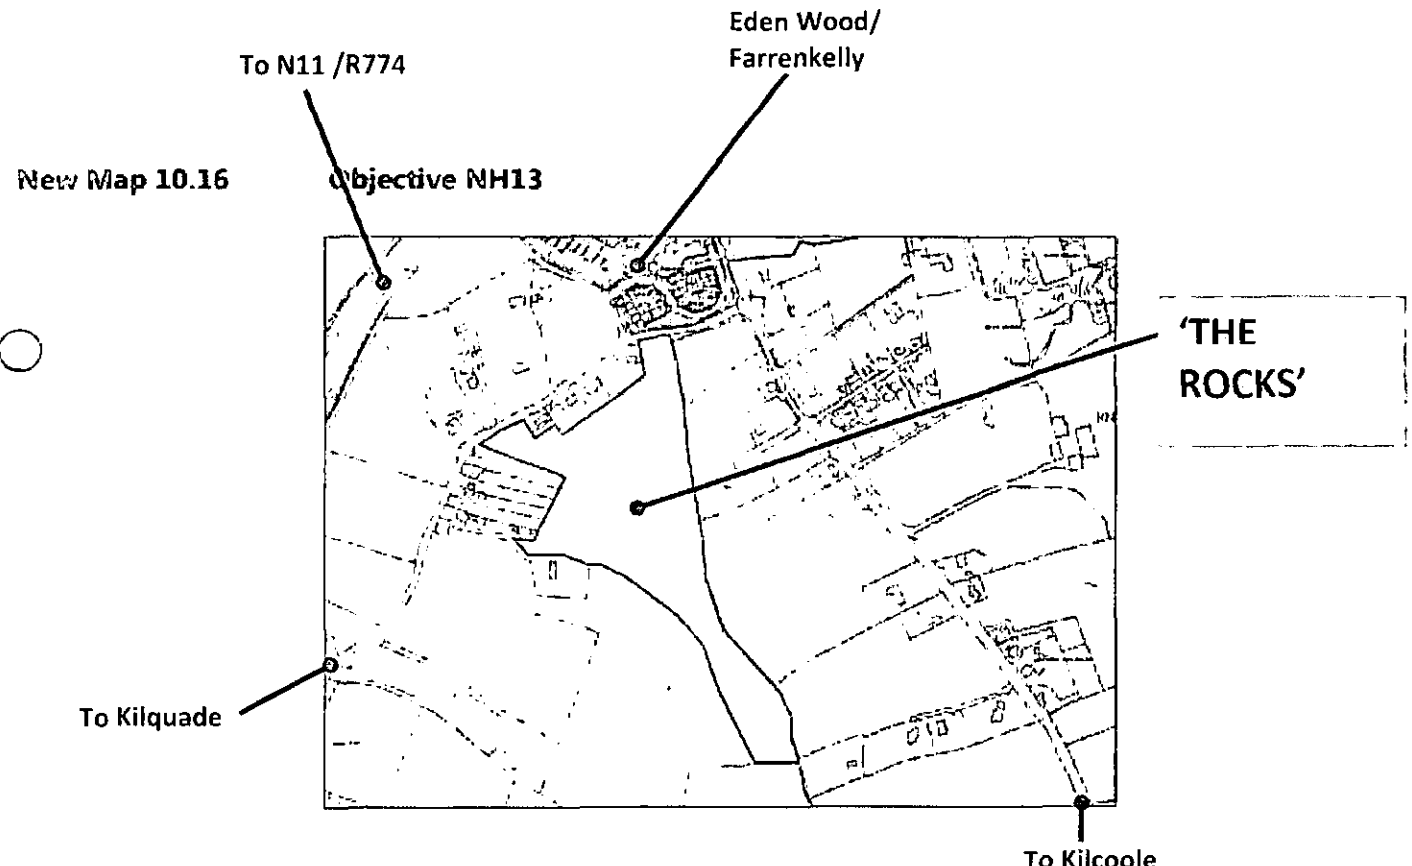 Eden Wood/
Farrenkelly
To N11 /R774
New Map 10.16 Objective NH13
'THE
ROCKS'
To Kilquade
To Kilcoole